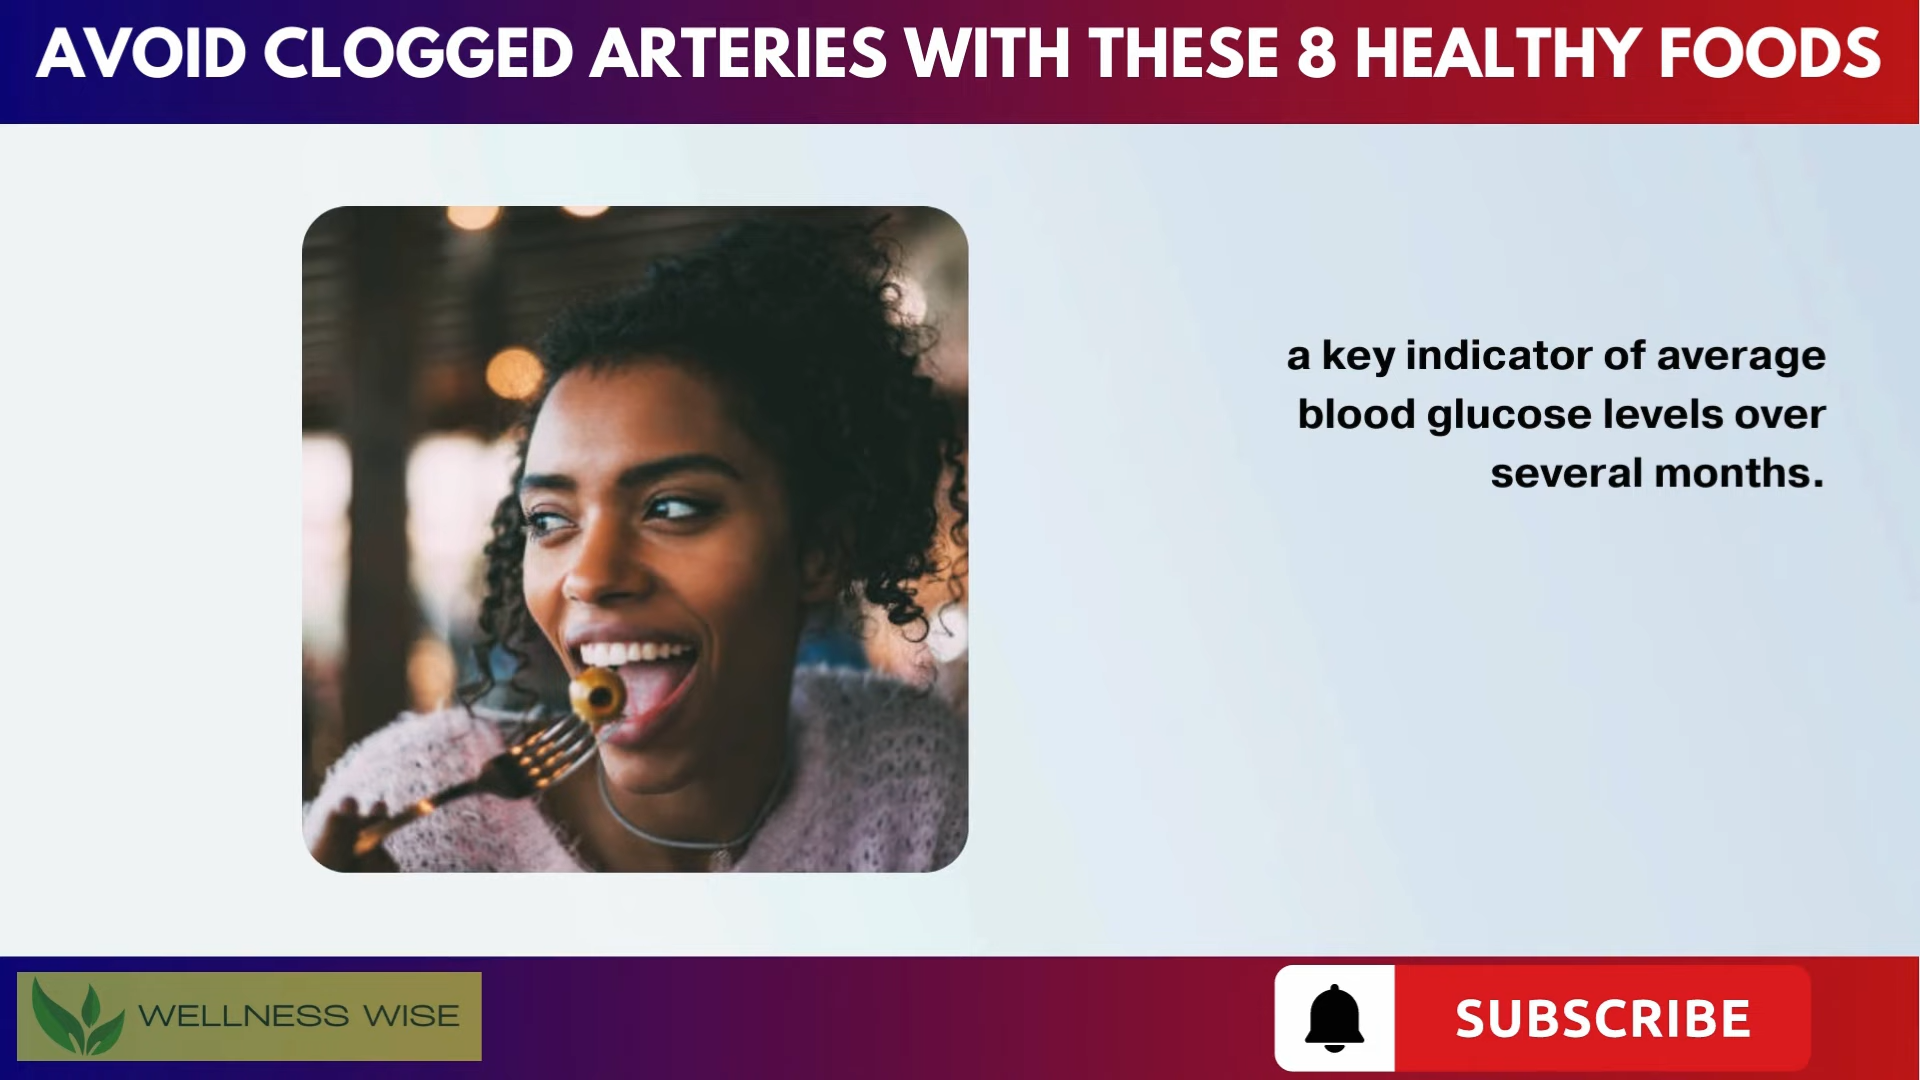 AVOID CLOGGED ARTERIES WITH THESE 8 HEALTHY FOODS
a key indicator of average
blood glucose levels over
several months.
WELLNESS WISE
SUBSCRIBE